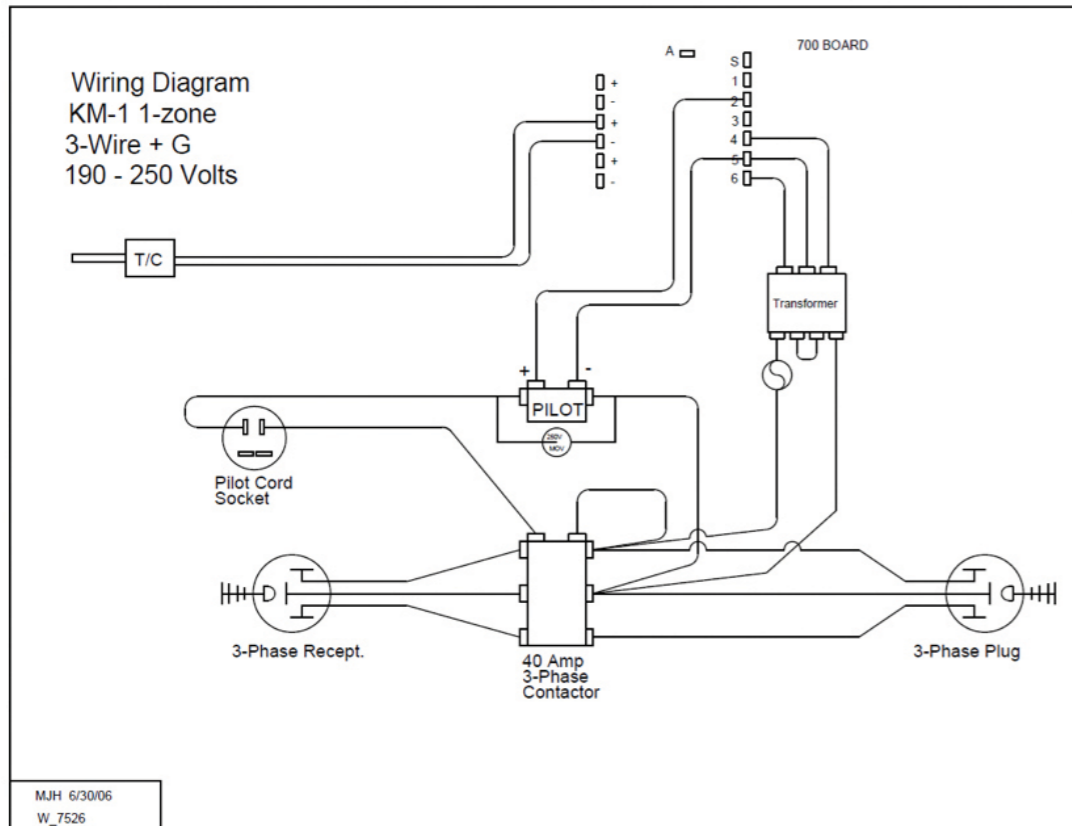 Wiring Diagram
KM-1 1-zone
3-Wire + G
190 - 250 Volts
700 BOARD
A
S
1
2
3
4
5
6
+
-
+
-
+
-
T/C
Transformer
+ -
PILOT
250V
MOV
Pilot Cord
Socket
3-Phase Recept.
40 Amp
3-Phase
Contactor
3-Phase Plug
MJH 6/30/06
W_7526